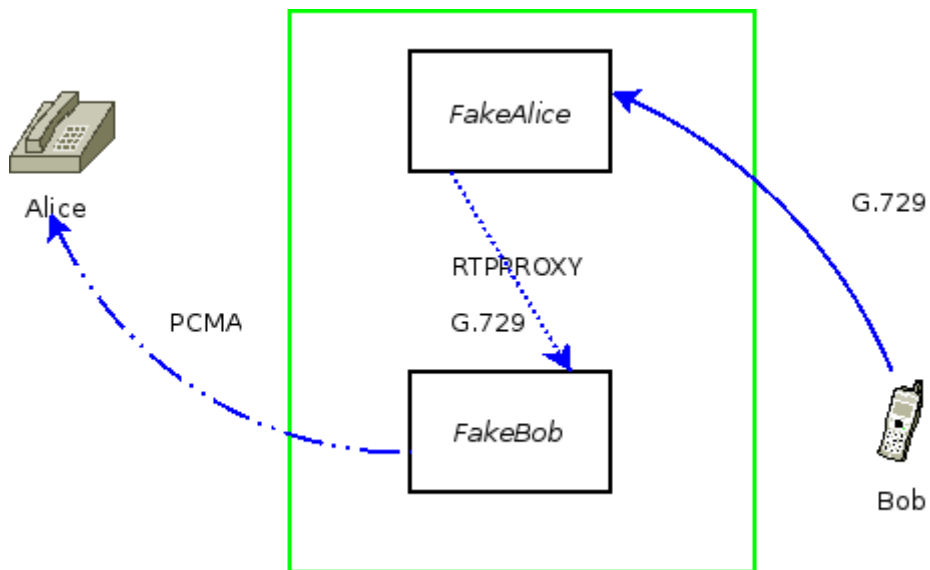 FakeAlice
Alice
G.729
RTPPROXY
PCMA
G.729
FakeBob
Bob